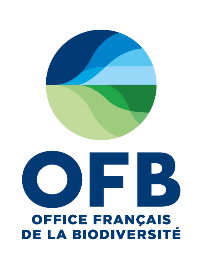 OFB
OFFICE FRANÇAIS
DE LA BIODIVERSITÉ